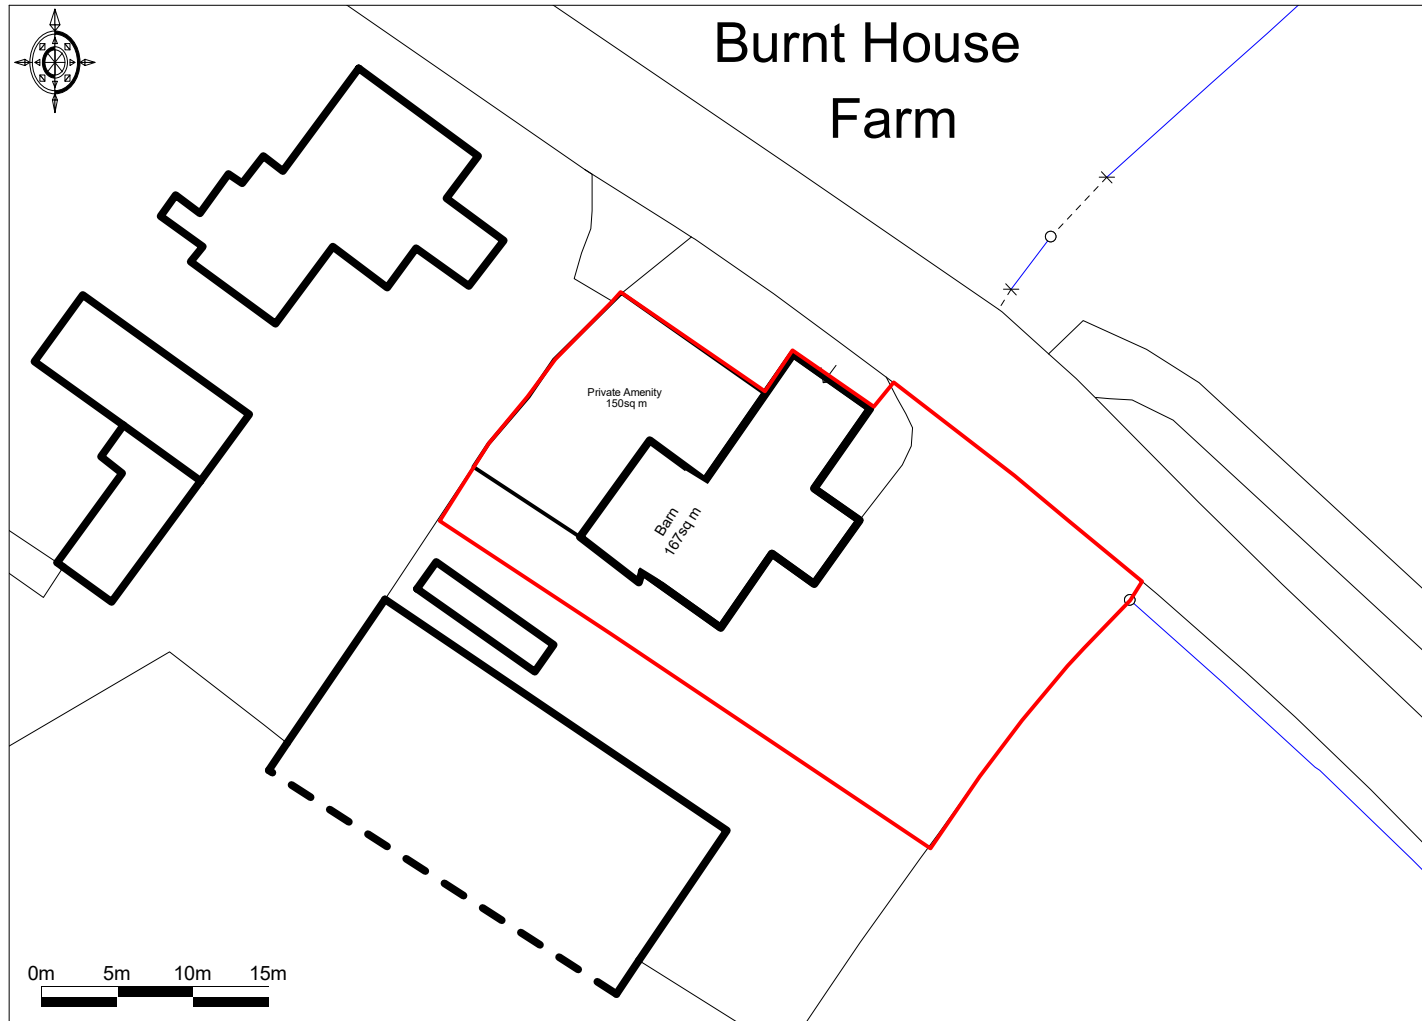 Burnt House
Farm
Private Amenity
150sq m
Barn
167sq m
0m 5m 10m 15m